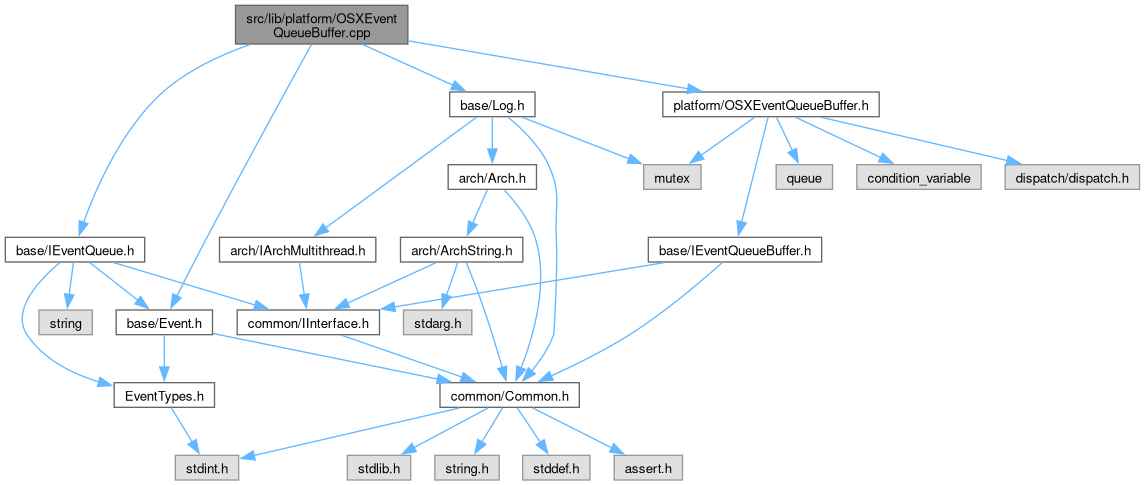 src/lib/platform/OSXEvent
QueueBuffer.cpp
base/Log.h
platform/OSXEventQueueBuffer.h
arch/Arch.h
mutex
queue
condition_variable
dispatch/dispatch.h
base/IEventQueue.h
arch/IArchMultithread.h
arch/ArchString.h
base/IEventQueueBuffer.h
string
base/Event.h
common/IInterface.h
stdarg.h
EventTypes.h
common/Common.h
stdint.h
stdlib.h
string.h
stddef.h
assert.h